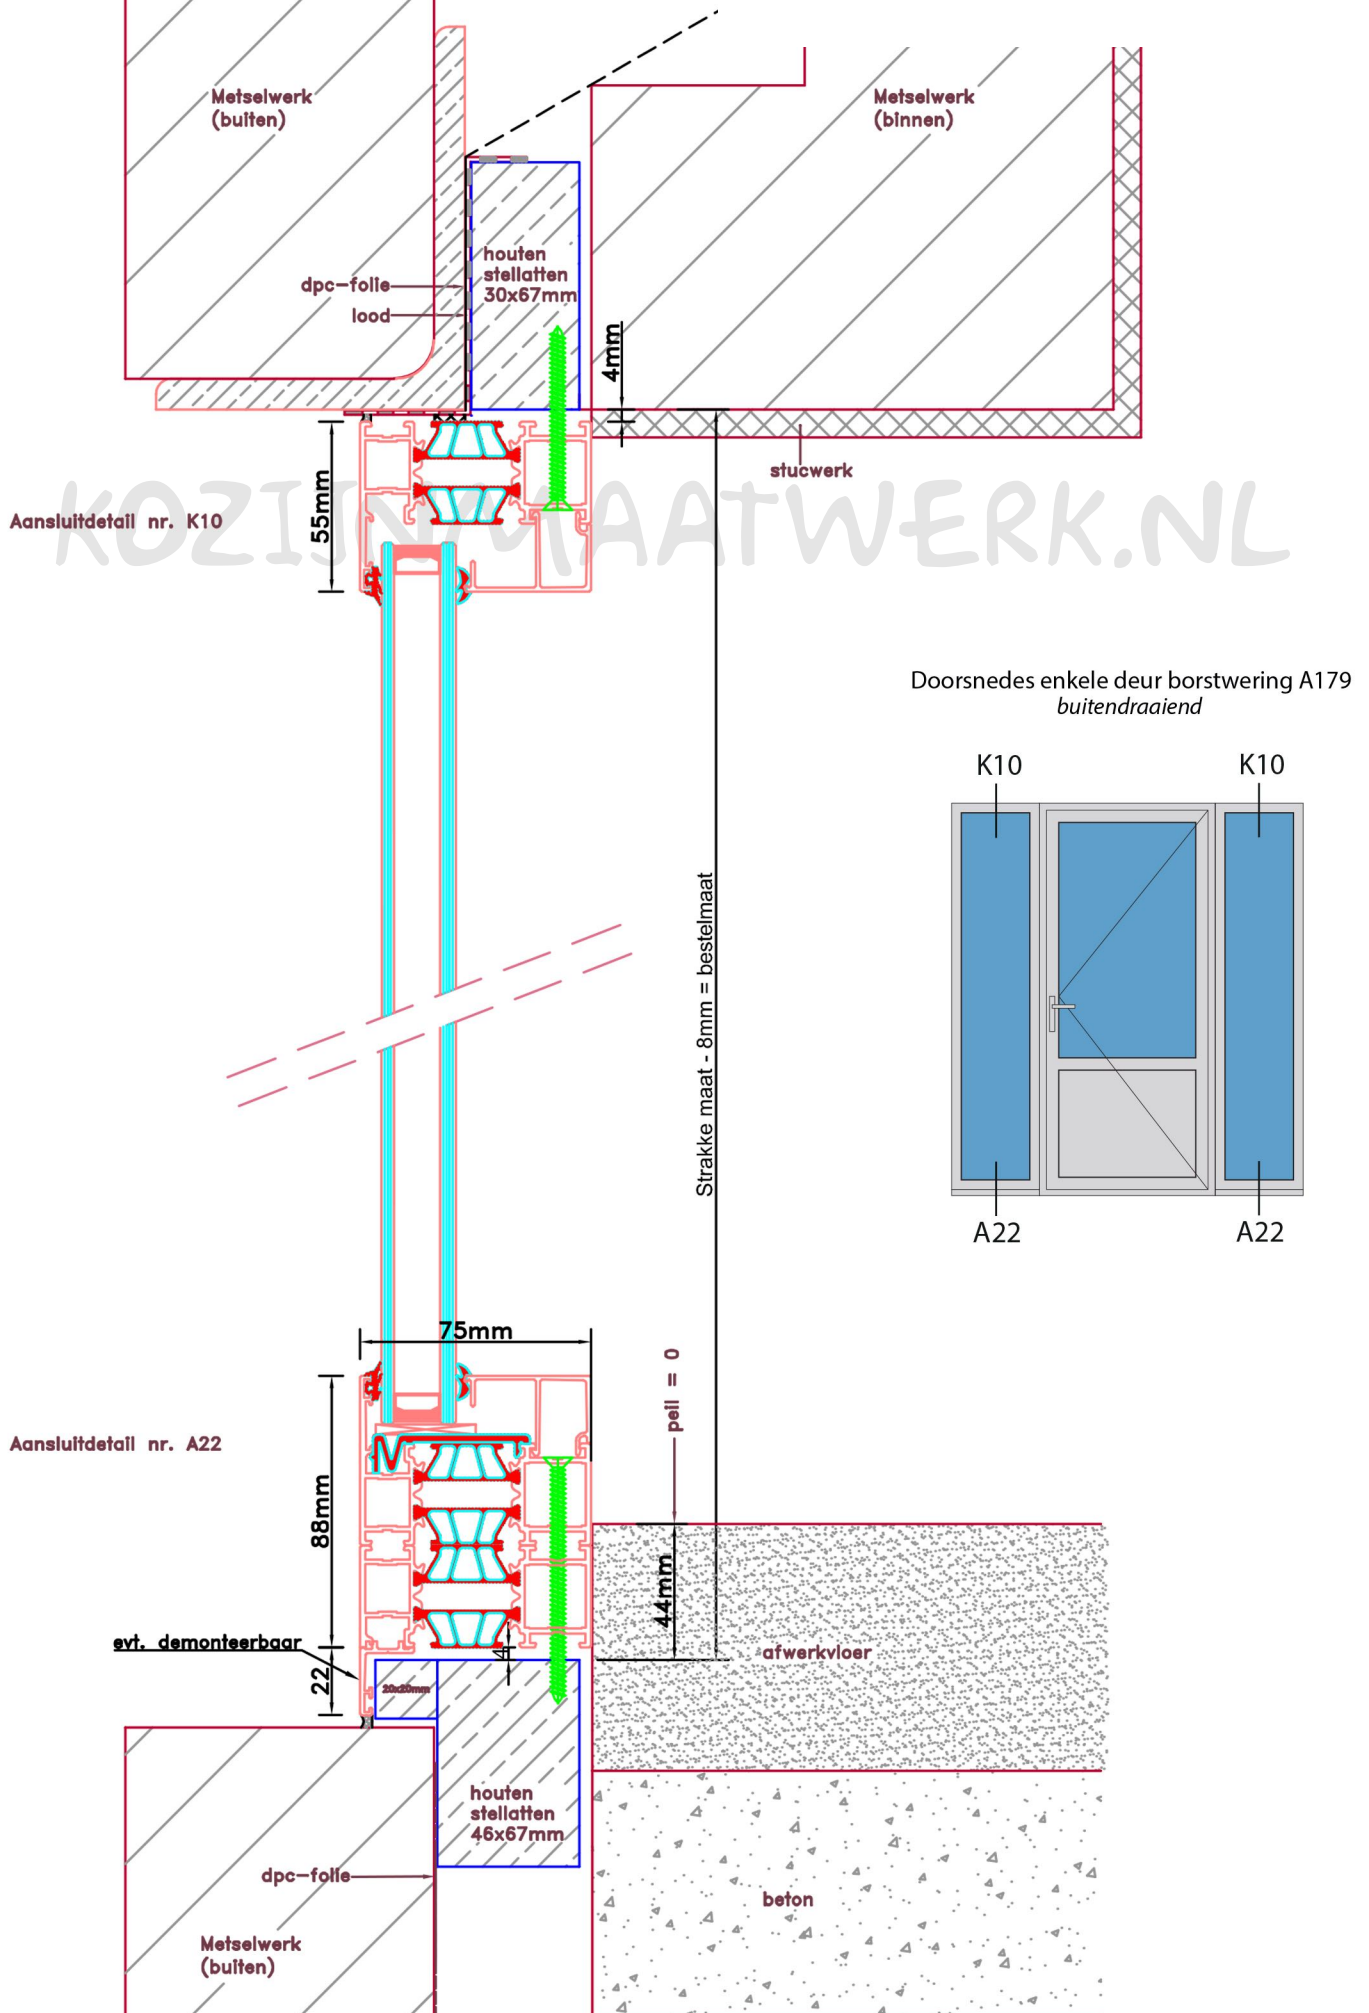 Metselwerk
(buiten)
Metselwerk
(binnen)
houten
stellatten
30x67mm
dpc-folie
lood
4mm
stucwerk
55mm
KOZIJNMAATWERK.NL
Aansluitdetail nr. K10
Doorsnedes enkele deur borstwering A179
buitendraaiend
K10
K10
Strakke maat - 8mm = bestelmaat
A22
A22
75mm
peil = 0
Aansluitdetail nr. A22
88mm
44mm
evt. demonteerbaar
4
afwerkvloer
22
20x20mm
houten
stellatten
46x67mm
dpc-folie
beton
Metselwerk
(buiten)